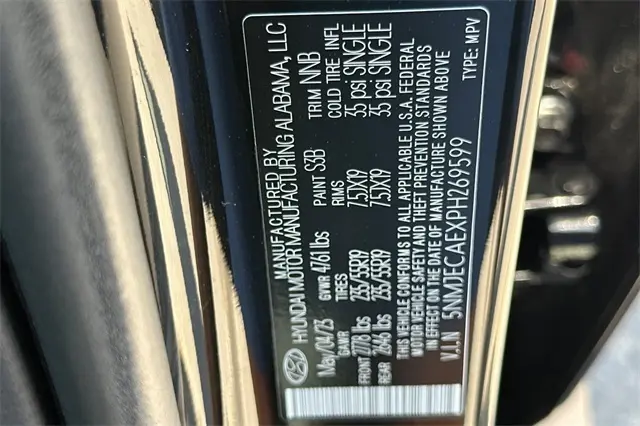 MANUFACTURED BY
HYUNDAI MOTOR MANUFACTURING ALABAMA, LLC
May/04/23 GVWR 4761 lbs PAINT S3B TRIM NNB
GAWR TIRES RIMS COLD TIRE INFL
FRONT 2778 lbs 235/55R19 7.5JX19 35 psi SINGLE
REAR 2646 lbs 235/55R19 7.5JX19 35 psi SINGLE
THIS VEHICLE CONFORMS TO ALL APPLICABLE U.S.A. FEDERAL
MOTOR VEHICLE SAFETY AND THEFT PREVENTION STANDARDS
IN EFFECT ON THE DATE OF MANUFACTURE SHOWN ABOVE
V.I.N 5NMJECAEXPH269599 TYPE: MPV